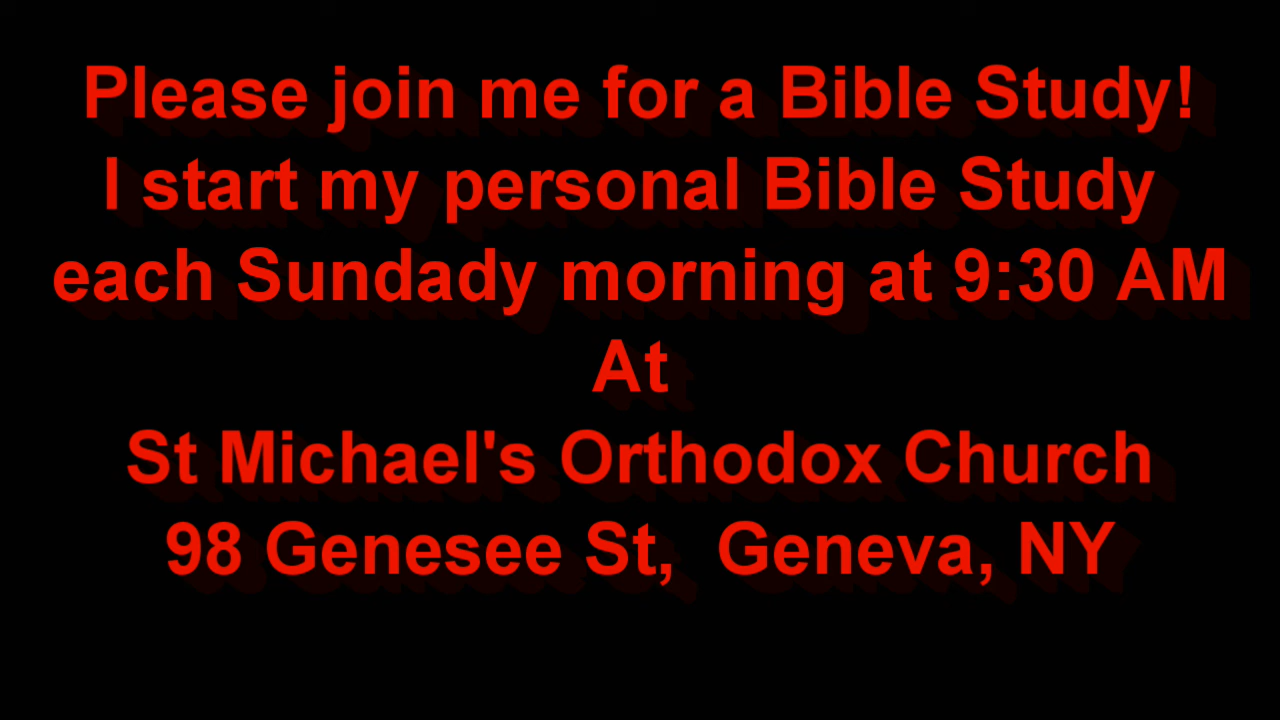 Please join me for a Bible Study!
I start my personal Bible Study
each Sundady morning at 9:30 AM
At
St Michael's Orthodox Church
98 Genesee St,  Geneva, NY